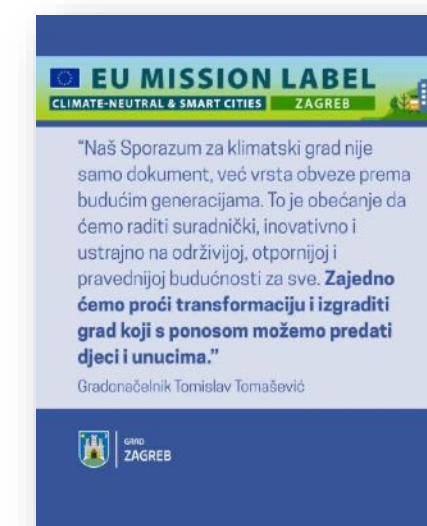 EU MISSION LABEL
CLIMATE-NEUTRAL & SMART CITIES ZAGREB
“Naš Sporazum za klimatski grad nije
samo dokument, već vrsta obveze prema
budućim generacijama. To je obećanje da
ćemo raditi suradnički, inovativno i
ustrajno na održivijoj, otpornijoj i
pravednijoj budućnosti za sve. Zajedno
ćemo proći transformaciju i izgraditi
grad koji s ponosom možemo predati
djeci i unucima.”
Gradonačelnik Tomislav Tomašević
GRAD
ZAGREB